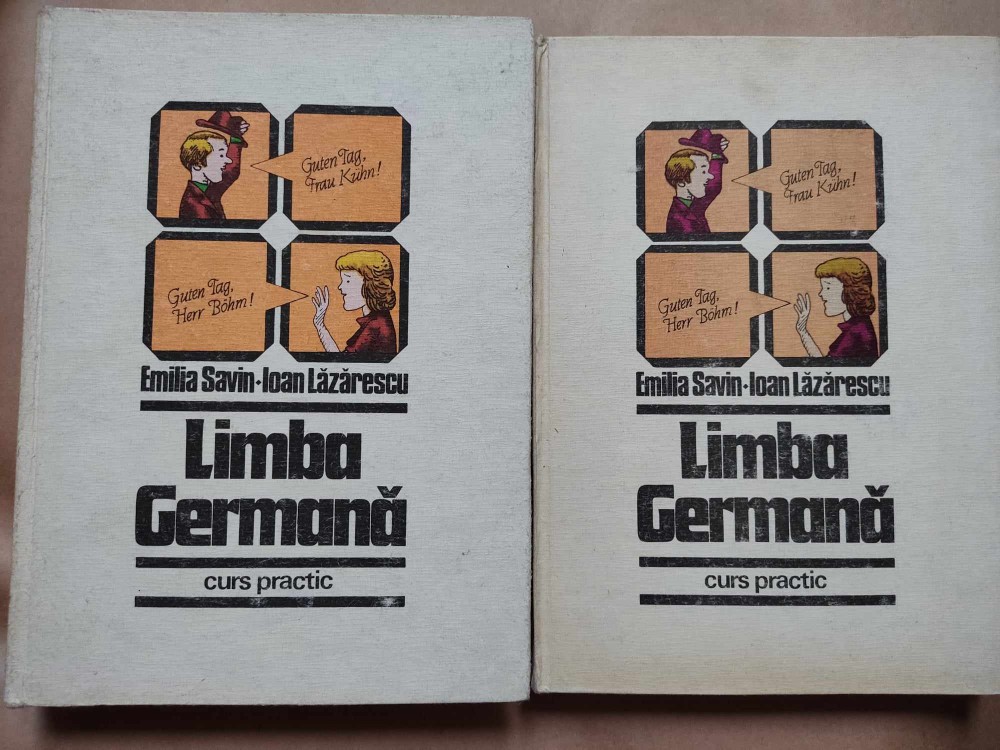 Guten Tag,
Frau Kühn!
Guten Tag,
Herr Böhm!
Emilia Savin•Ioan Lăzărescu
Limba
Germană
curs practic
Guten Tag,
Frau Kühn!
Guten Tag,
Herr Böhm!
Emilia Savin•Ioan Lăzărescu
Limba
Germană
curs practic